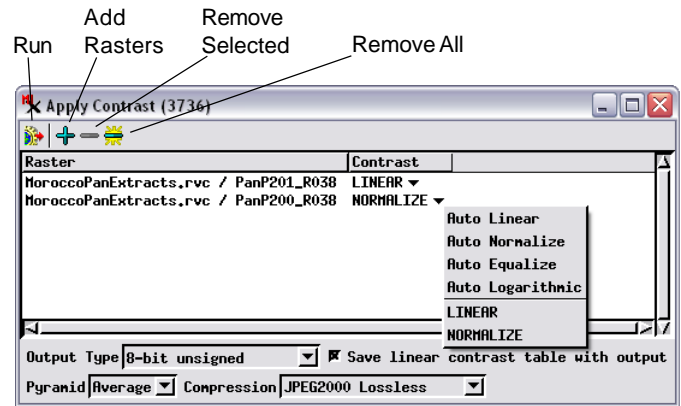 Run
Add Rasters
Remove Selected
Remove All
Apply Contrast (3736)
Raster Contrast
MoroccoPanExtracts.rvc / PanP201_R038 LINEAR
MoroccoPanExtracts.rvc / PanP200_R038 NORMALIZE
Auto Linear
Auto Normalize
Auto Equalize
Auto Logarithmic
LINEAR
NORMALIZE
Output Type 8-bit unsigned Save linear contrast table with output
Pyramid Average Compression JPEG2000 Lossless